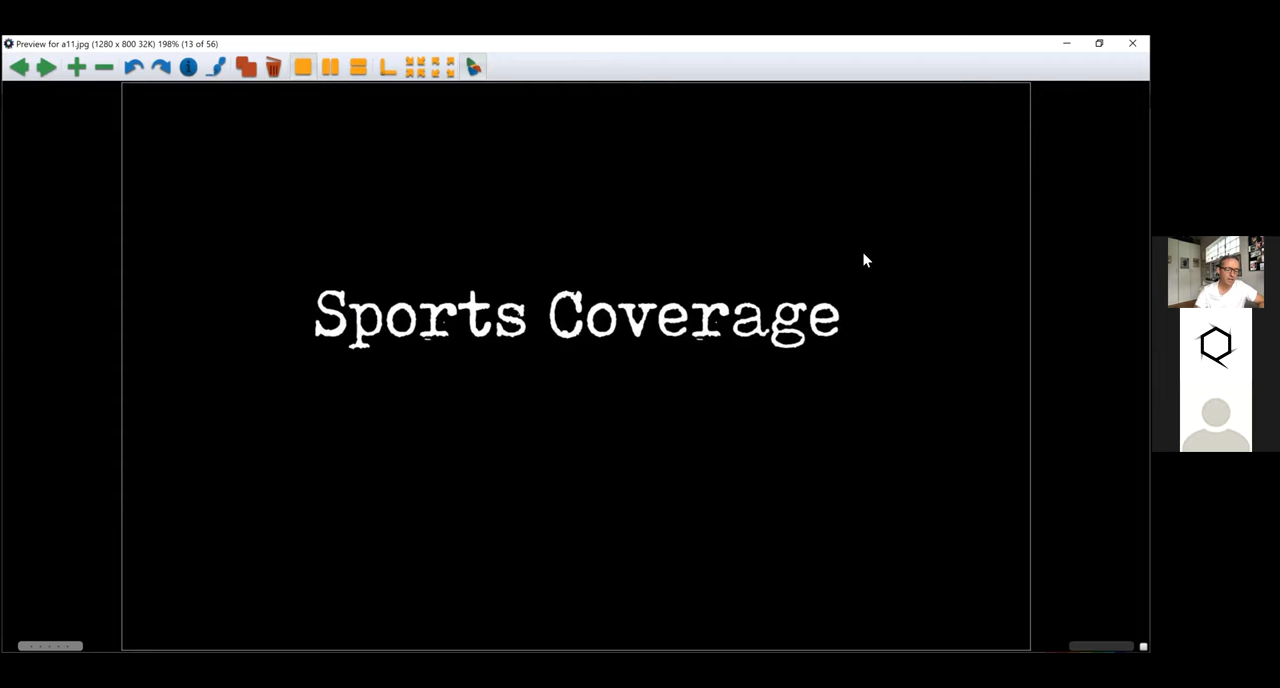 Preview for a11.jpg (1280 x 800 32K) 198% (13 of 56)
Sports Coverage